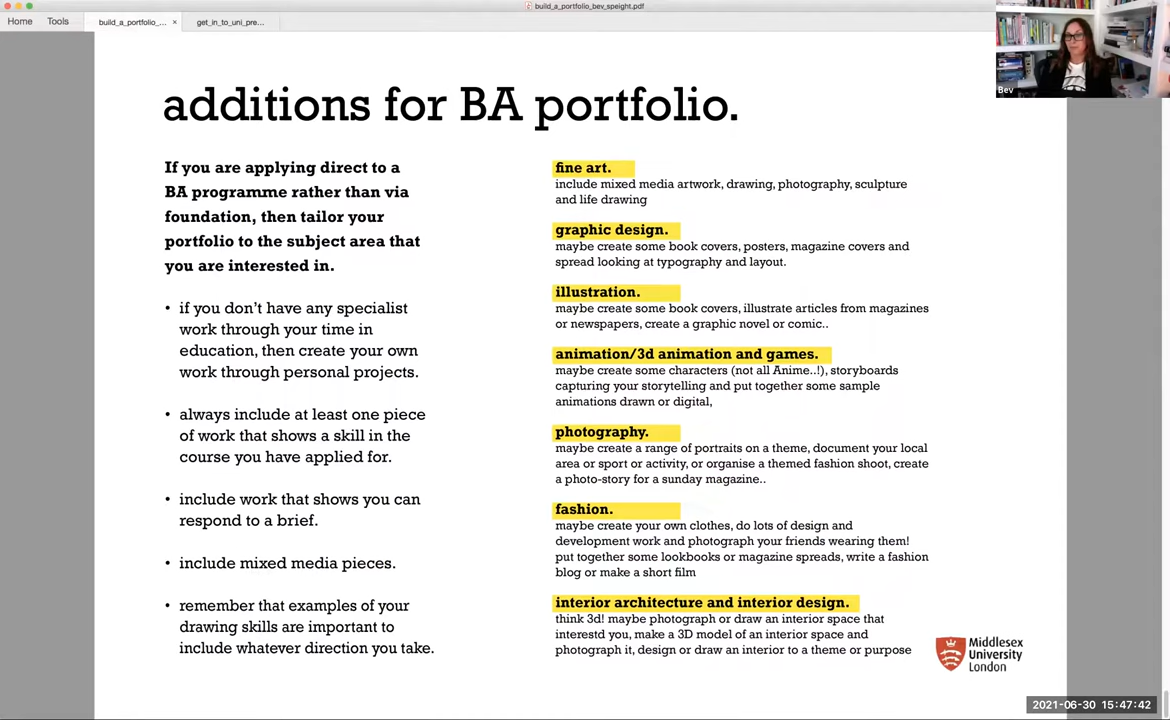 build_a_portfolio_bev_speight.pdf
Home Tools build_a_portfolio_... × get_in_to_uni_pre...
Bev
additions for BA portfolio.
If you are applying direct to a
BA programme rather than via
foundation, then tailor your
portfolio to the subject area that
you are interested in.
• if you don't have any specialist
work through your time in
education, then create your own
work through personal projects.
• always include at least one piece
of work that shows a skill in the
course you have applied for.
• include work that shows you can
respond to a brief.
• include mixed media pieces.
• remember that examples of your
drawing skills are important to
include whatever direction you take.
fine art.
include mixed media artwork, drawing, photography, sculpture
and life drawing
graphic design.
maybe create some book covers, posters, magazine covers and
spread looking at typography and layout.
illustration.
maybe create some book covers, illustrate articles from magazines
or newspapers, create a graphic novel or comic..
animation/3d animation and games.
maybe create some characters (not all Anime..!), storyboards
capturing your storytelling and put together some sample
animations drawn or digital,
photography.
maybe create a range of portraits on a theme, document your local
area or sport or activity, or organise a themed fashion shoot, create
a photo-story for a sunday magazine..
fashion.
maybe create your own clothes, do lots of design and
development work and photograph your friends wearing them!
put together some lookbooks or magazine spreads, write a fashion
blog or make a short film
interior architecture and interior design.
think 3d! maybe photograph or draw an interior space that
interestd you, make a 3D model of an interior space and
photograph it, design or draw an interior to a theme or purpose
Middlesex
University
London
2021-06-30 15:47:42